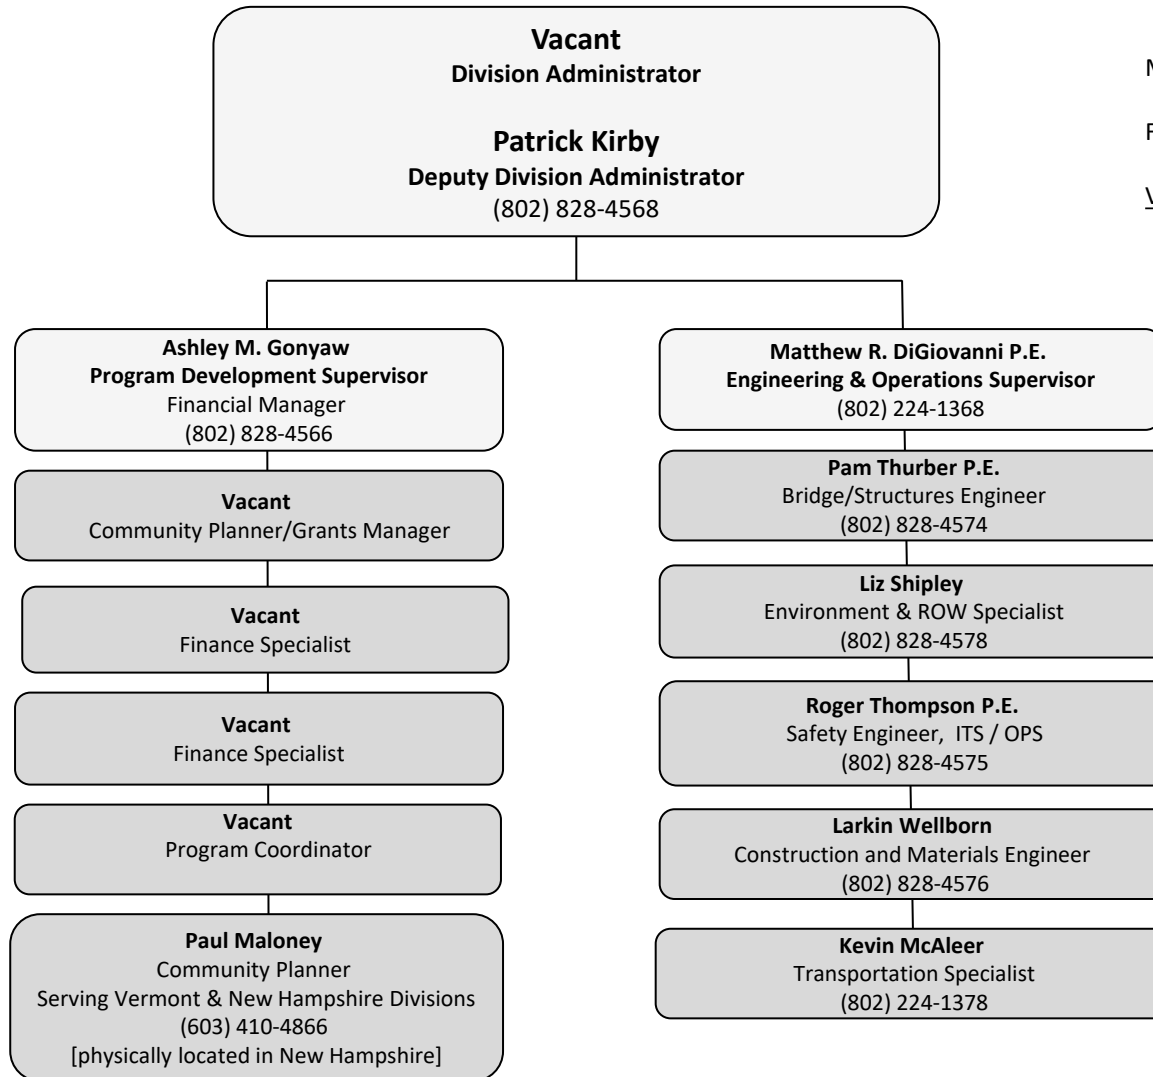 Vacant
Division Administrator
Patrick Kirby
Deputy Division Administrator
(802) 828-4568
Ashley M. Gonyaw
Program Development Supervisor
Financial Manager
(802) 828-4566
Vacant
Community Planner/Grants Manager
Vacant
Finance Specialist
Vacant
Finance Specialist
Vacant
Program Coordinator
Paul Maloney
Community Planner
Serving Vermont & New Hampshire Divisions
(603) 410-4866
[physically located in New Hampshire]
Matthew R. DiGiovanni P.E.
Engineering & Operations Supervisor
(802) 224-1368
Pam Thurber P.E.
Bridge/Structures Engineer
(802) 828-4574
Liz Shipley
Environment & ROW Specialist
(802) 828-4578
Roger Thompson P.E.
Safety Engineer, ITS / OPS
(802) 828-4575
Larkin Wellborn
Construction and Materials Engineer
(802) 828-4576
Kevin McAleer
Transportation Specialist
(802) 224-1378